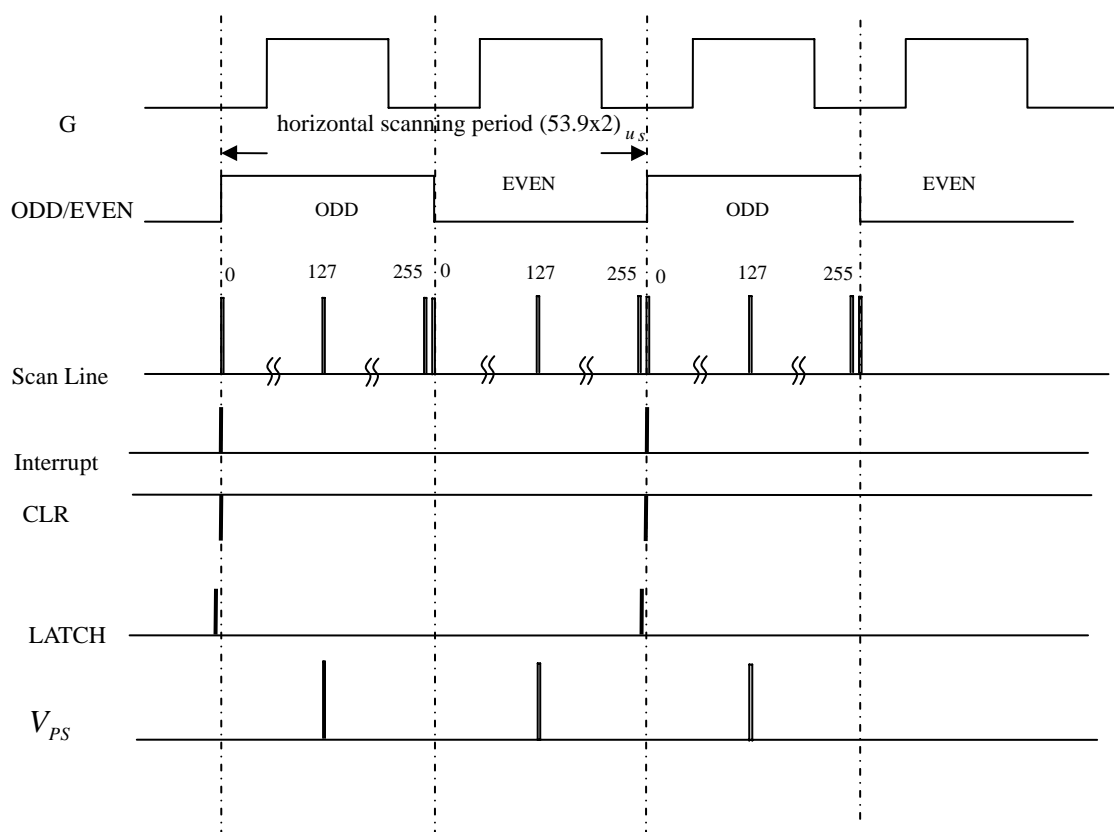 G
horizontal scanning period (53.9x2) us
EVEN
EVEN
ODD/EVEN
ODD
ODD
0
127
255
0
127
255
0
127
255
Scan Line
Interrupt
CLR
LATCH
VPS